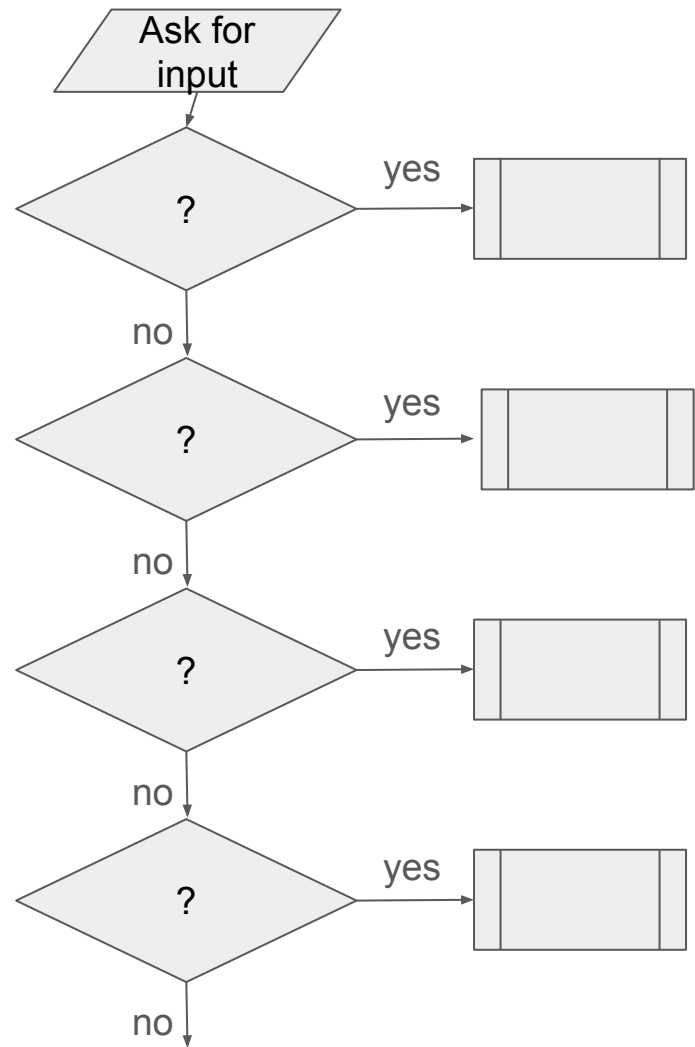 Ask for
input
?
yes
no
?
yes
no
?
yes
no
?
yes
no